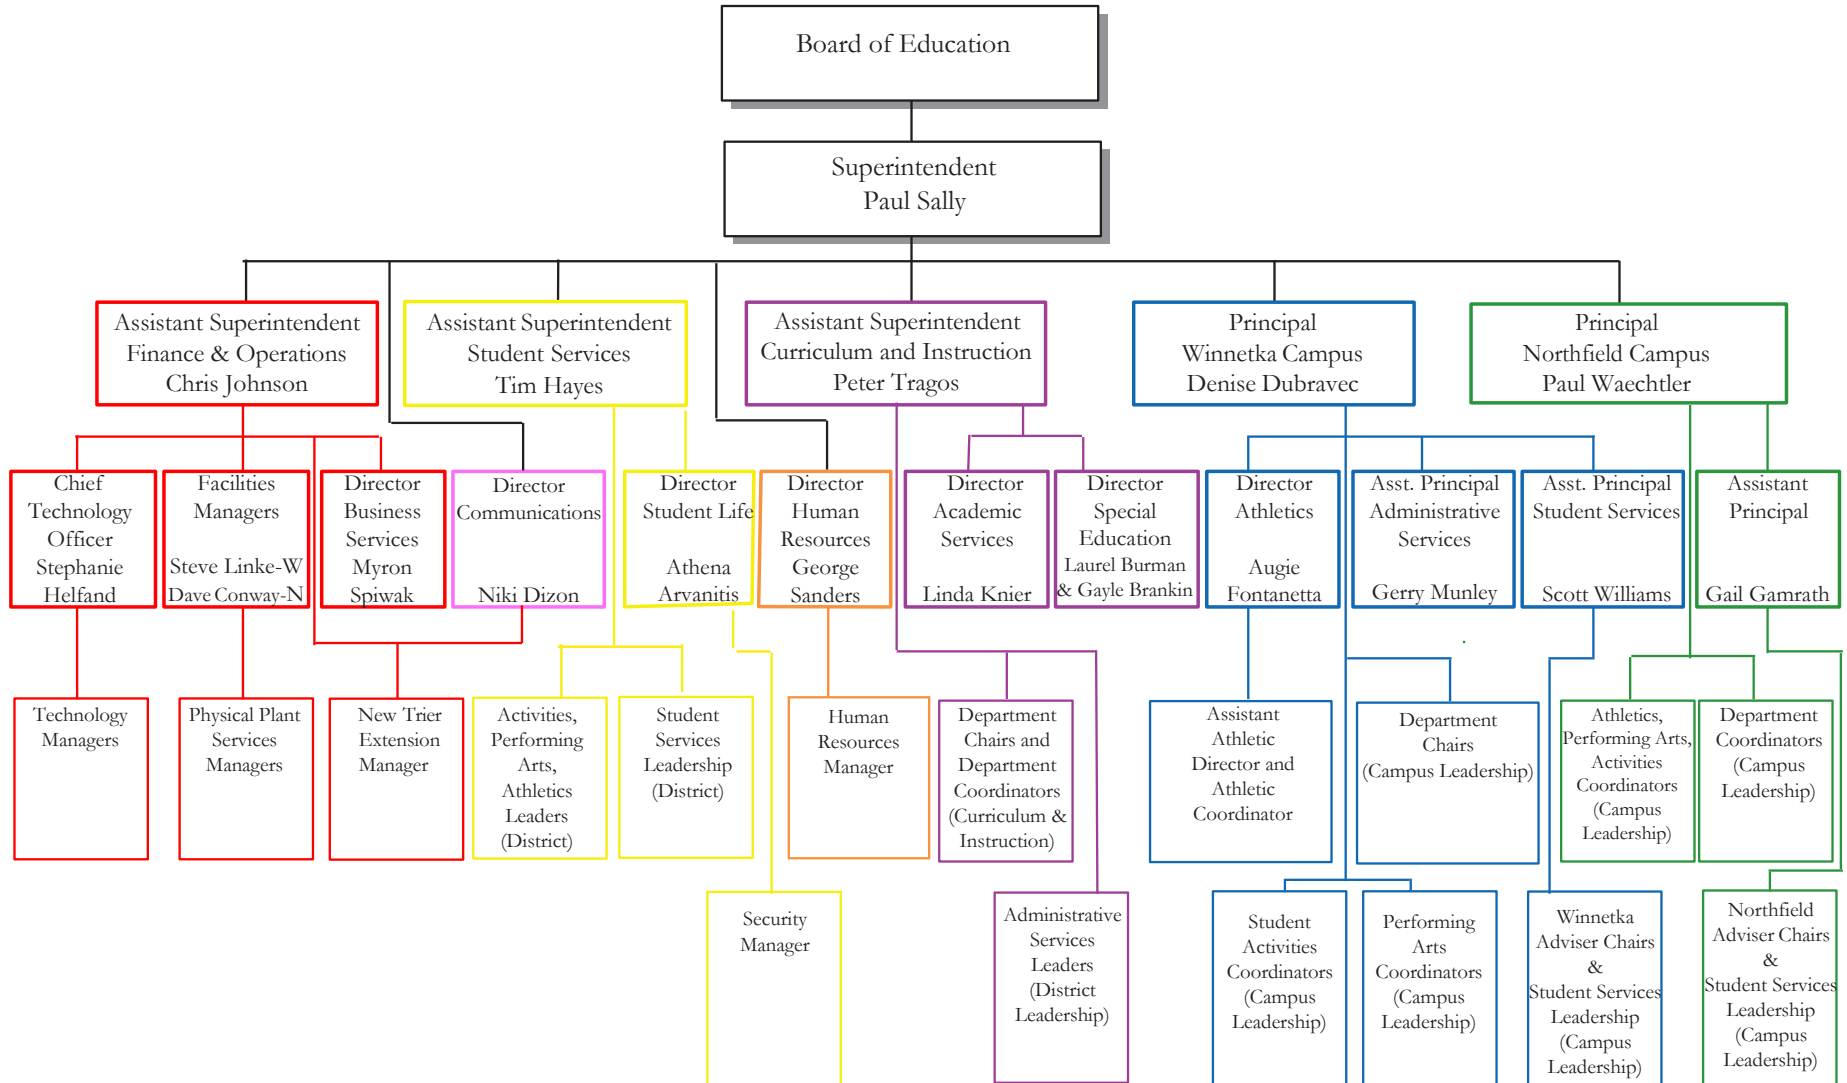 Board of Education
Superintendent
Paul Sally
Assistant Superintendent
Finance & Operations
Chris Johnson
Assistant Superintendent
Student Services
Tim Hayes
Assistant Superintendent
Curriculum and Instruction
Peter Tragos
Principal
Winnetka Campus
Denise Dubravec
Principal
Northfield Campus
Paul Waechtler
Chief
Technology
Officer
Stephanie
Helfand
Facilities
Managers
Steve Linke-W
Dave Conway-N
Director
Business
Services
Myron
Spiwak
Director
Communications
Niki Dizon
Director
Student Life
Athena
Arvanitis
Director
Human
Resources
George
Sanders
Director
Academic
Services
Linda Knier
Director
Special
Education
Laurel Burman
& Gayle Brankin
Director
Athletics
Augie
Fontanetta
Asst. Principal
Administrative
Services
Gerry Munley
Asst. Principal
Student Services
Scott Williams
Assistant
Principal
Gail Gamrath
Technology
Managers
Physical Plant
Services
Managers
New Trier
Extension
Manager
Activities,
Performing
Arts,
Athletics
Leaders
(District)
Student
Services
Leadership
(District)
Human
Resources
Manager
Department
Chairs and
Department
Coordinators
(Curriculum &
Instruction)
Assistant
Athletic
Director and
Athletic
Coordinator
Department
Chairs
(Campus Leadership)
Athletics,
Performing Arts,
Activities
Coordinators
(Campus
Leadership)
Department
Coordinators
(Campus
Leadership)
Security
Manager
Administrative
Services
Leaders
(District
Leadership)
Student
Activities
Coordinators
(Campus
Leadership)
Performing
Arts
Coordinators
(Campus
Leadership)
Winnetka
Adviser Chairs
&
Student Services
Leadership
(Campus
Leadership)
Northfield
Adviser Chairs
&
Student Services
Leadership
(Campus
Leadership)